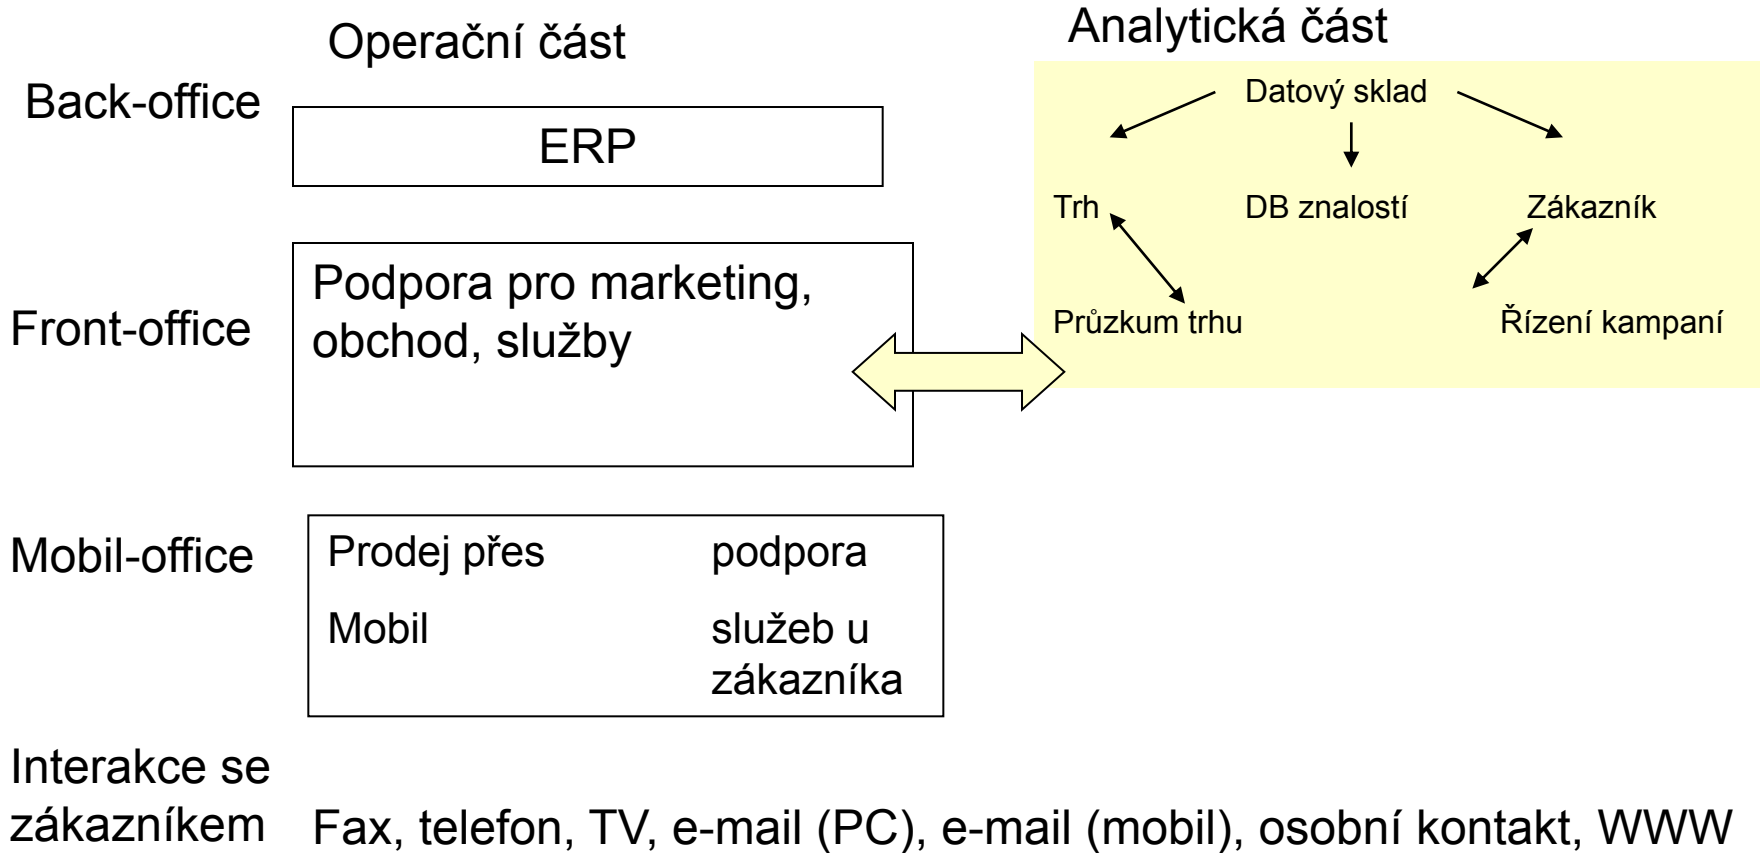 Operační část
Analytická část
Back-office
ERP
Datový sklad
Trh
DB znalostí
Zákazník
Průzkum trhu
Řízení kampaní
Front-office
Podpora pro marketing,
obchod, služby
Mobil-office
Prodej přes
Mobil
podpora
služeb u
zákazníka
Interakce se
zákazníkem
Fax, telefon, TV, e-mail (PC), e-mail (mobil), osobní kontakt, WWW